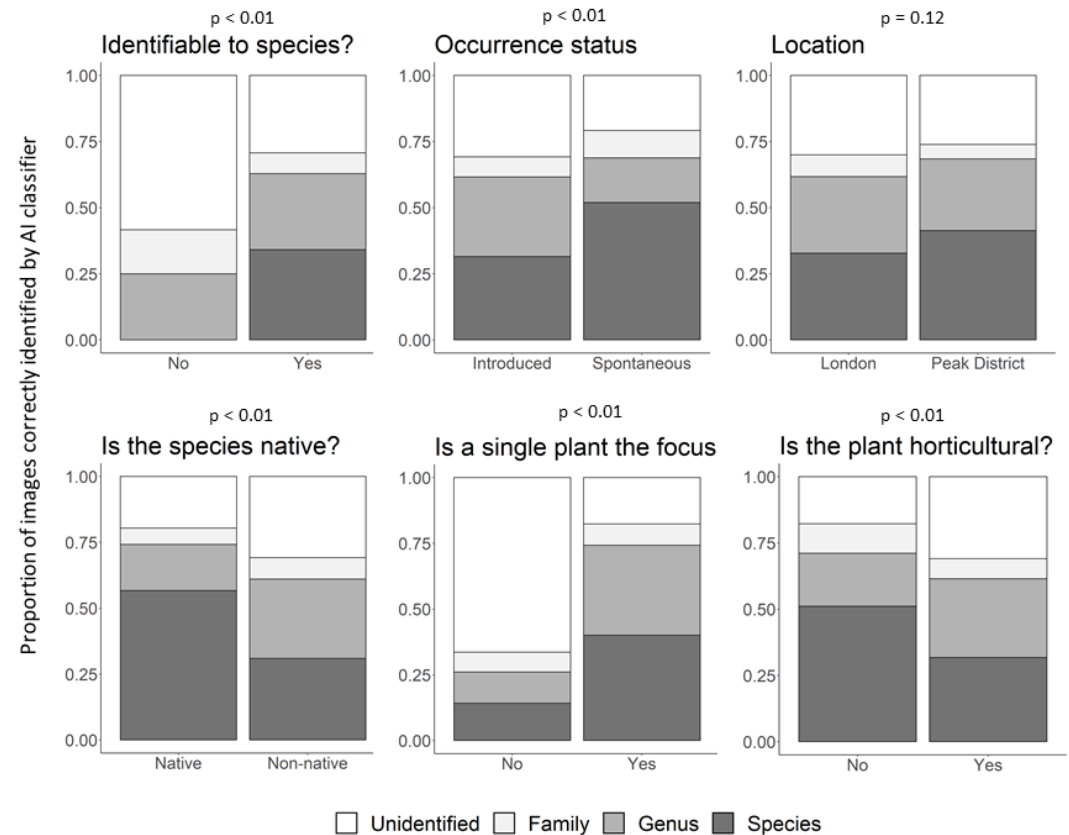 p < 0.01
Identifiable to species?
1.00
0.75
0.50
0.25
0.00
No Yes
p < 0.01
Occurrence status
1.00
0.75
0.50
0.25
0.00
Introduced Spontaneous
p = 0.12
Location
1.00
0.75
0.50
0.25
0.00
London Peak District
Proportion of images correctly identified by AI classifier
p < 0.01
Is the species native?
1.00
0.75
0.50
0.25
0.00
Native Non-native
p < 0.01
Is a single plant the focus
1.00
0.75
0.50
0.25
0.00
No Yes
p < 0.01
Is the plant horticultural?
1.00
0.75
0.50
0.25
0.00
No Yes
Unidentified Family Genus Species